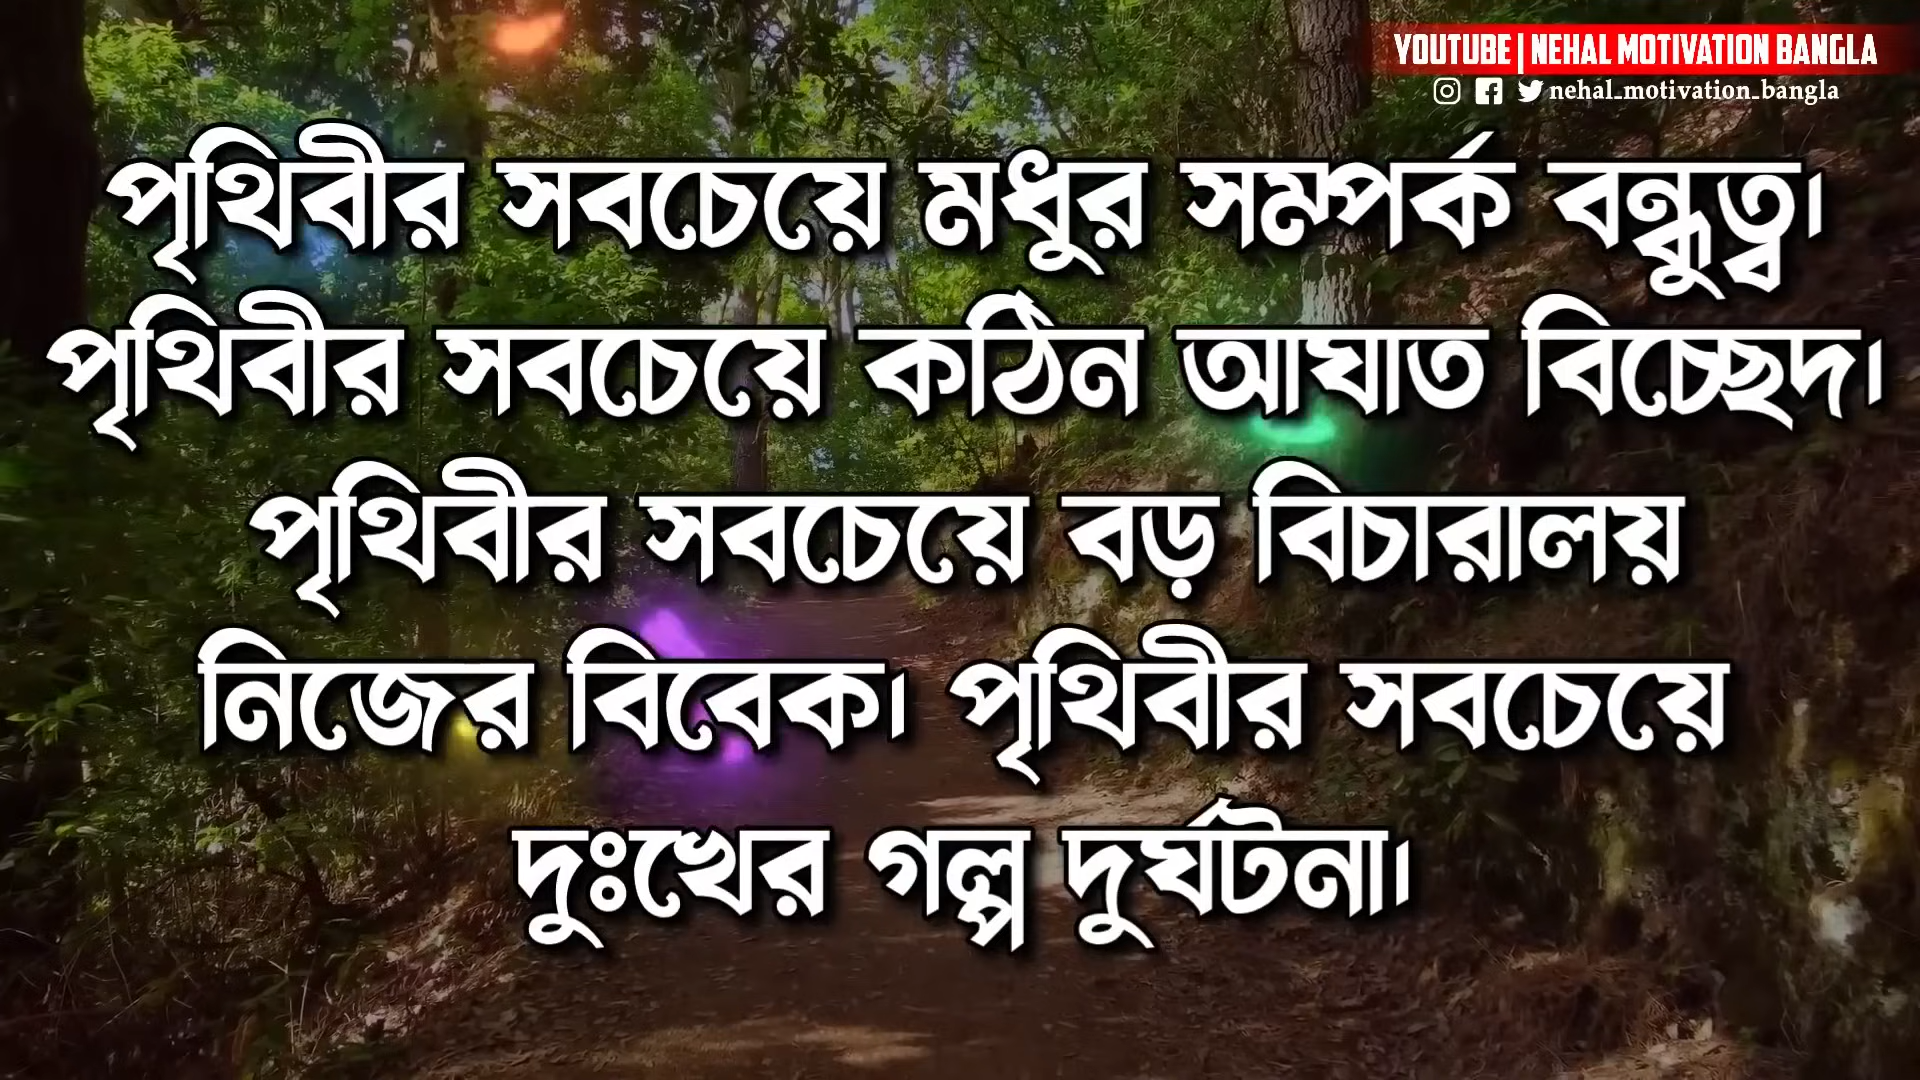 YOUTUBE | NEHAL MOTIVATION BANGLA
nehal_motivation_bangla
পৃথিবীর সবচেয়ে মধুর সম্পর্ক বন্ধুত্ব।
পৃথিবীর সবচেয়ে কঠিন আঘাত বিচ্ছেদ।
পৃথিবীর সবচেয়ে বড় বিচারালয়
নিজের বিবেক। পৃথিবীর সবচেয়ে
দুঃখের গল্প দুর্ঘটনা।